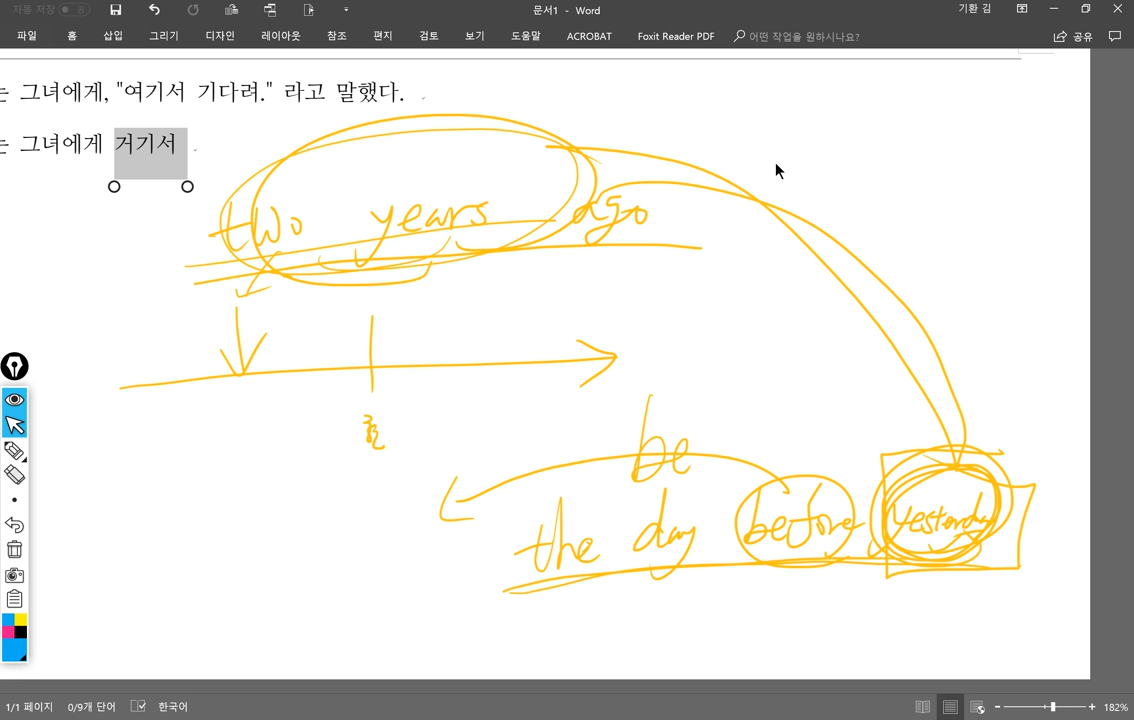 자동 저장
문서1 - Word
기환 김
파일 홈 삽입 그리기 디자인 레이아웃 참조 편지 검토 보기 도움말 ACROBAT Foxit Reader PDF 어떤 작업을 원하시나요? 공유
는 그녀에게, "여기서 기다려." 라고 말했다.
는 그녀에게 거기서
two years ago
be
the day before yesterday
1/1 페이지 0/9개 단어 한국어 182%